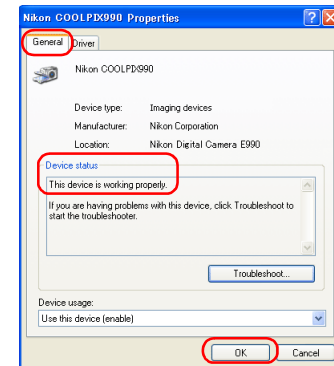 Nikon COOLPIX990 Properties
General Driver
Nikon COOLPIX990
Device type: Imaging devices
Manufacturer: Nikon Corporation
Location: Nikon Digital Camera E990
Device status
This device is working properly.
If you are having problems with this device, click Troubleshoot to
start the troubleshooter.
Troubleshoot...
Device usage:
Use this device (enable)
OK Cancel